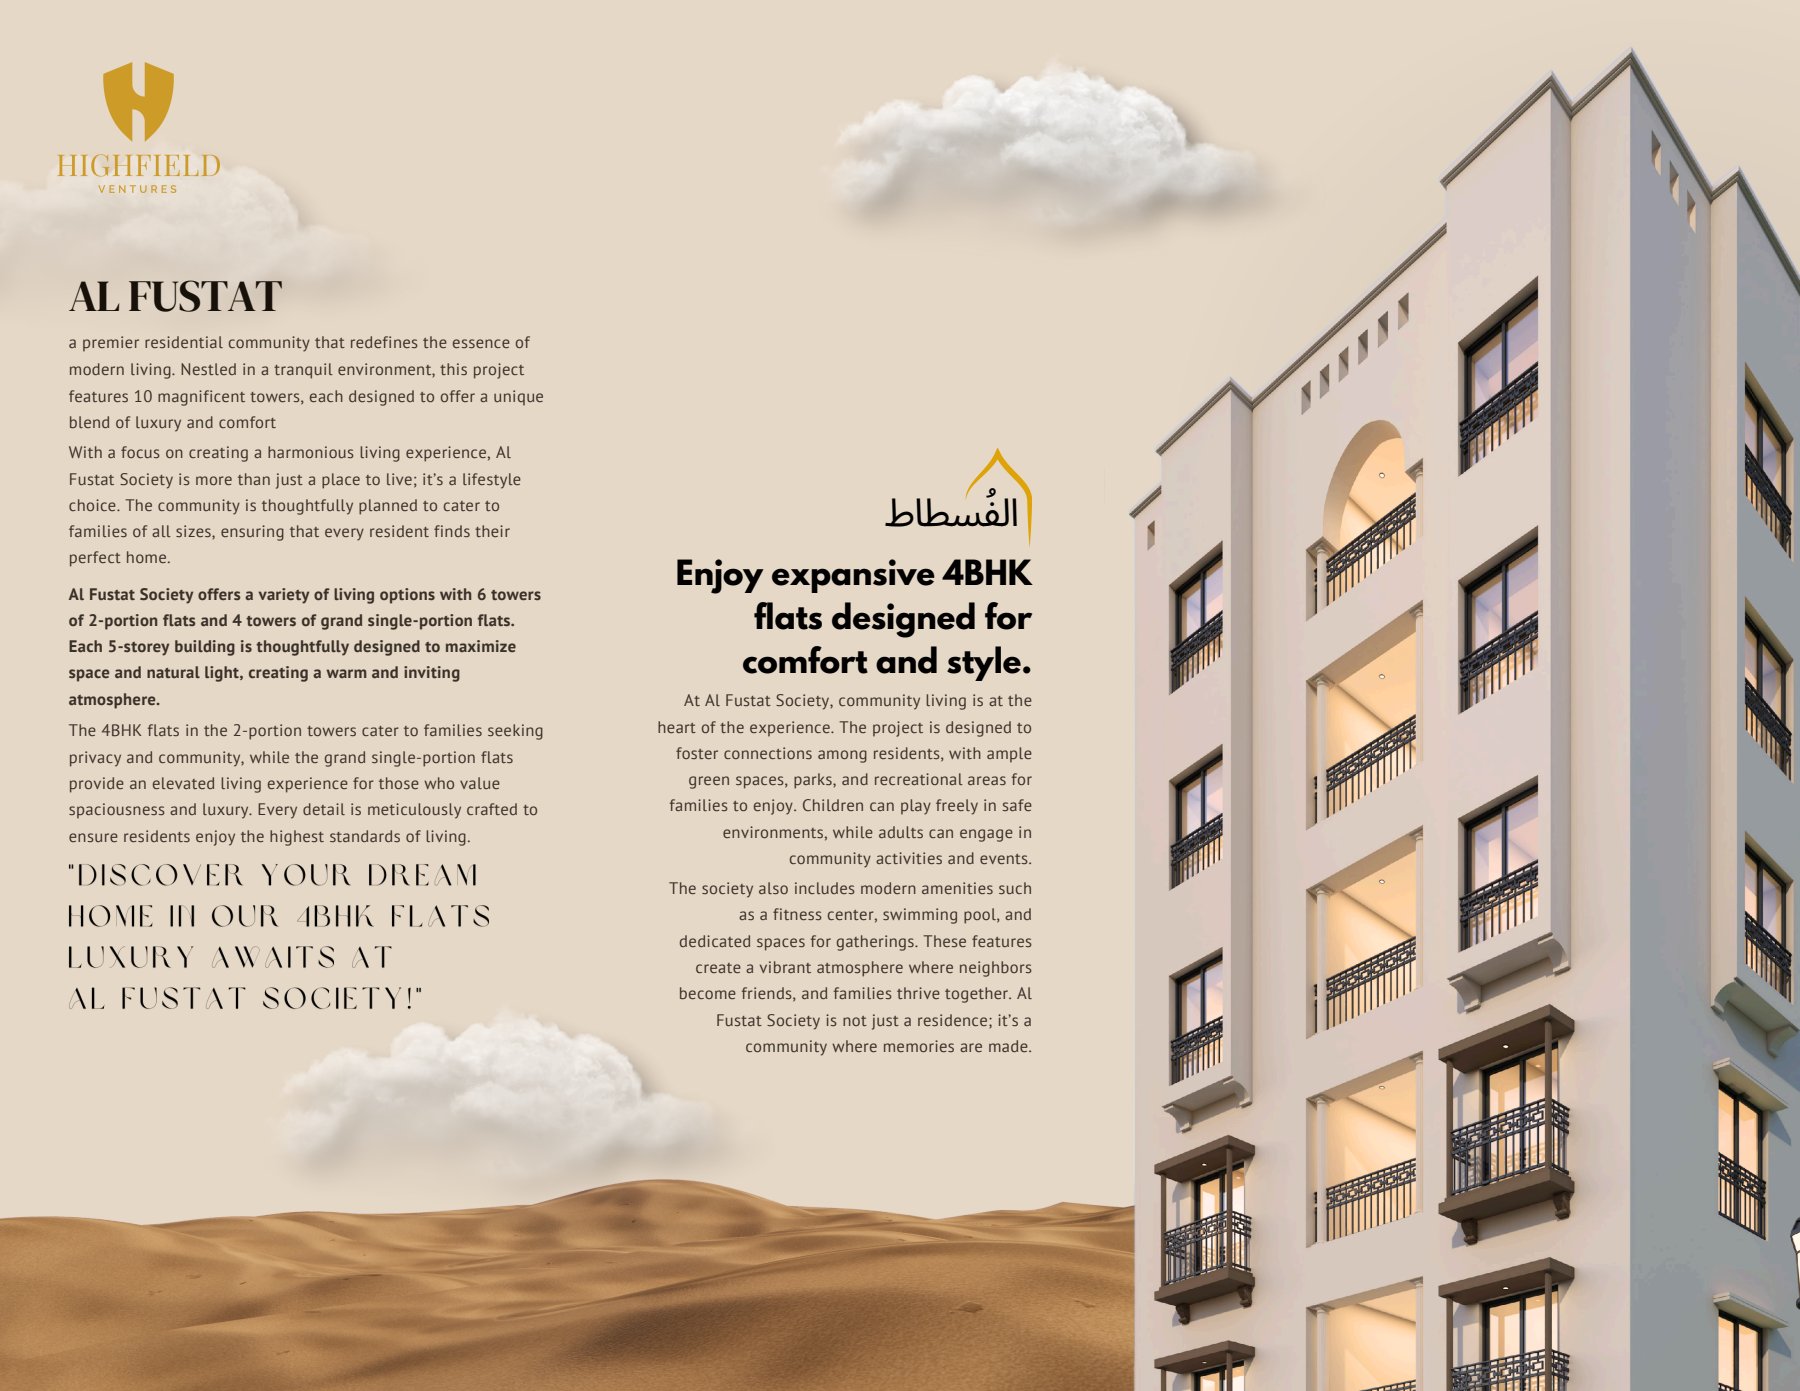 HIGHFIELD
VENTURES
AL FUSTAT
a premier residential community that redefines the essence of
modern living. Nestled in a tranquil environment, this project
features 10 magnificent towers, each designed to offer a unique
blend of luxury and comfort
With a focus on creating a harmonious living experience, Al
Fustat Society is more than just a place to live; it’s a lifestyle
choice. The community is thoughtfully planned to cater to
families of all sizes, ensuring that every resident finds their
perfect home.
Al Fustat Society offers a variety of living options with 6 towers
of 2-portion flats and 4 towers of grand single-portion flats.
Each 5-storey building is thoughtfully designed to maximize
space and natural light, creating a warm and inviting
atmosphere.
The 4BHK flats in the 2-portion towers cater to families seeking
privacy and community, while the grand single-portion flats
provide an elevated living experience for those who value
spaciousness and luxury. Every detail is meticulously crafted to
ensure residents enjoy the highest standards of living.
"DISCOVER YOUR DREAM
HOME IN OUR 4BHK FLATS
LUXURY AWAITS AT
AL FUSTAT SOCIETY!"
الفُسطاط
Enjoy expansive 4BHK
flats designed for
comfort and style.
At Al Fustat Society, community living is at the
heart of the experience. The project is designed to
foster connections among residents, with ample
green spaces, parks, and recreational areas for
families to enjoy. Children can play freely in safe
environments, while adults can engage in
community activities and events.
The society also includes modern amenities such
as a fitness center, swimming pool, and
dedicated spaces for gatherings. These features
create a vibrant atmosphere where neighbors
become friends, and families thrive together. Al
Fustat Society is not just a residence; it’s a
community where memories are made.